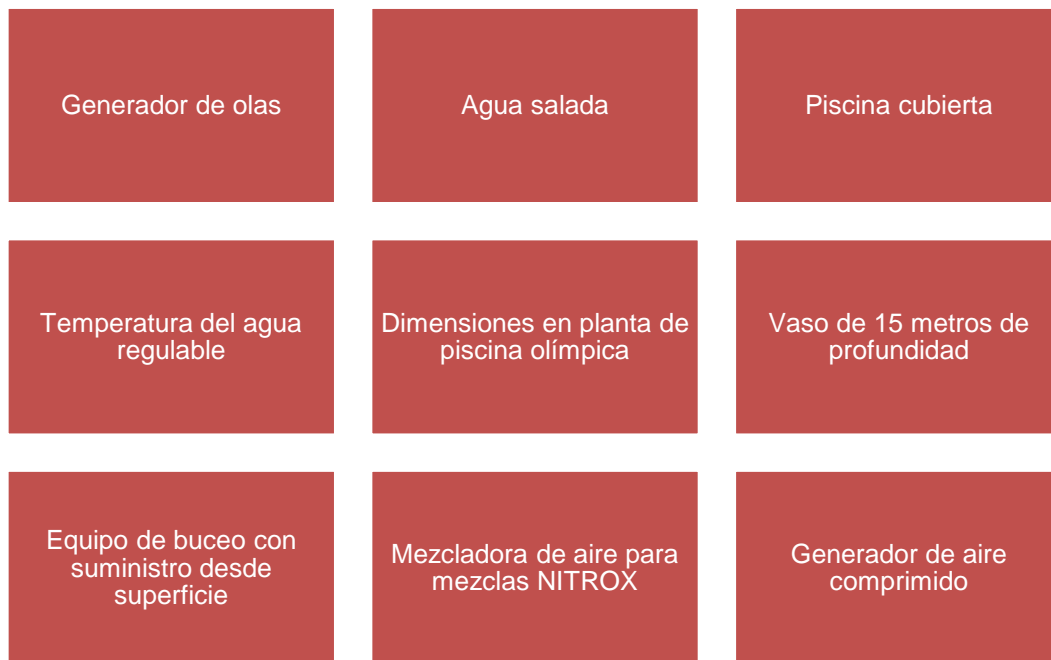 Generador de olas
Agua salada
Piscina cubierta
Temperatura del agua
regulable
Dimensiones en planta de
piscina olímpica
Vaso de 15 metros de
profundidad
Equipo de buceo con
suministro desde
superficie
Mezcladora de aire para
mezclas NITROX
Generador de aire
comprimido